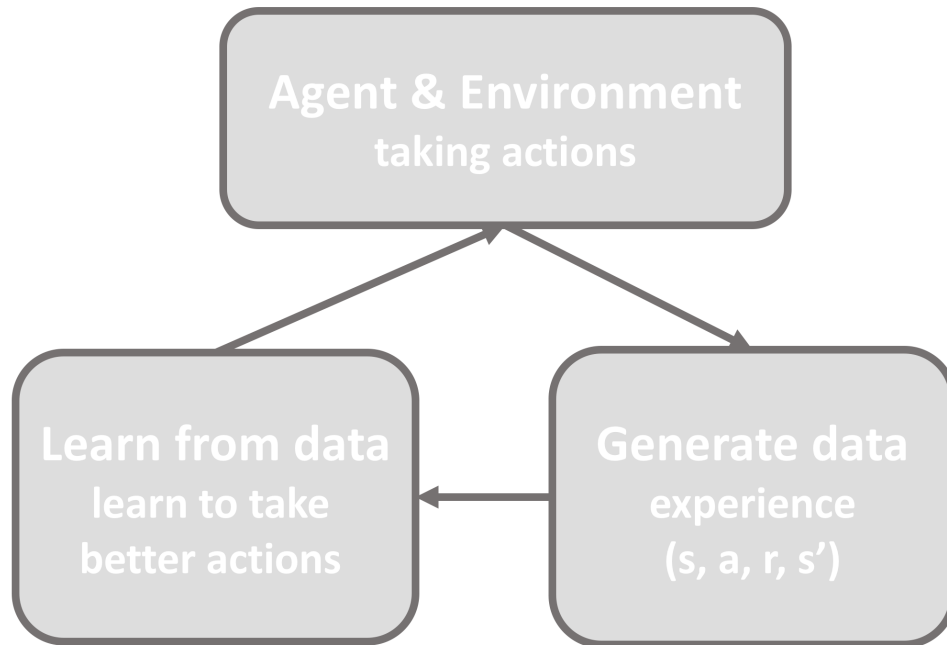 Agent & Environment
taking actions
Learn from data
learn to take
better actions
Generate data
experience
(s, a, r, s’)